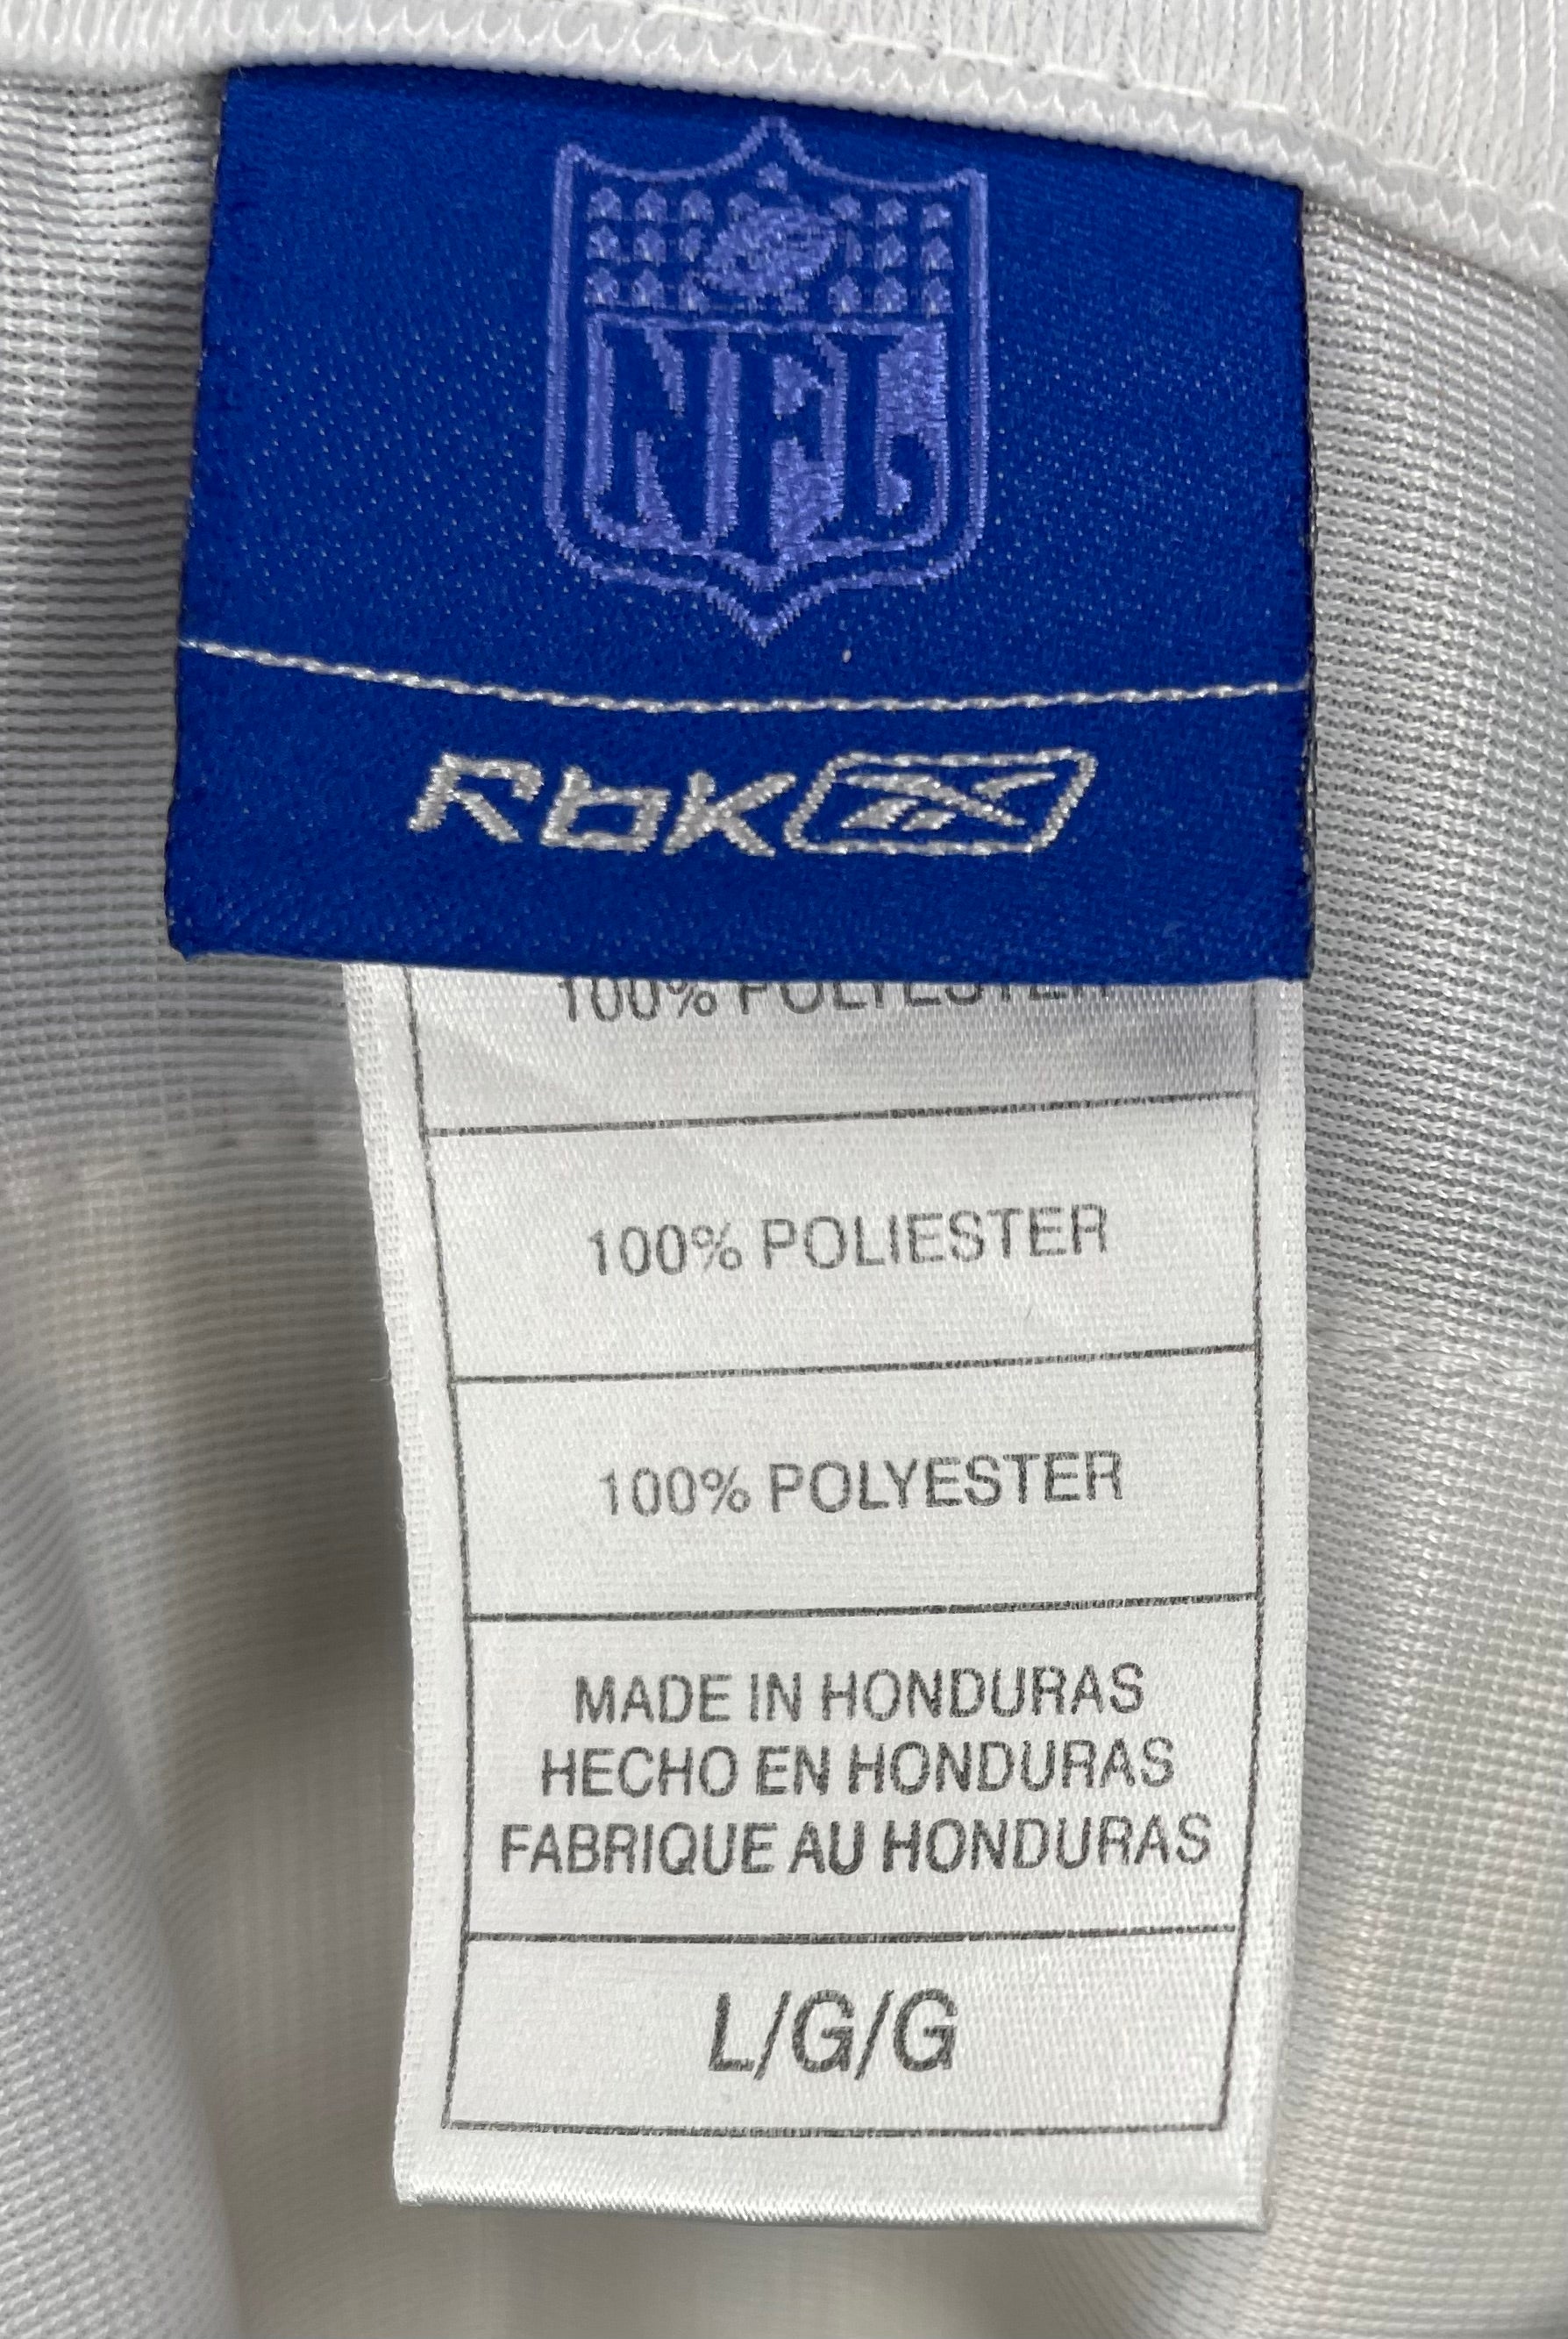 NFL
Rbk
100% POLYESTER
100% POLIESTER
100% POLYESTER
MADE IN HONDURAS
HECHO EN HONDURAS
FABRIQUE AU HONDURAS
L/G/G